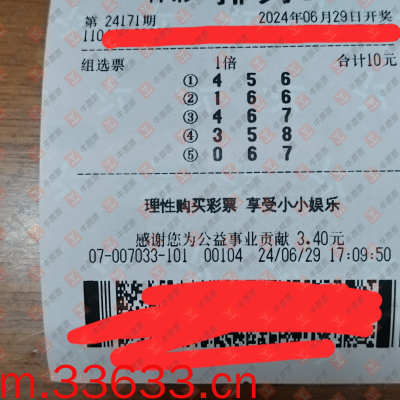 第 24171期 2024年06月29日开奖
110
组选票 1倍 合计10元
① 4 5 6
② 1 6 6
③ 4 6 7
④ 3 5 8
⑤ 0 6 7
理性购买彩票 享受小小娱乐
感谢您为公益事业贡献 3.40元
07-007033-101 00104 24/06/29 17:09:50
m.33633.cn